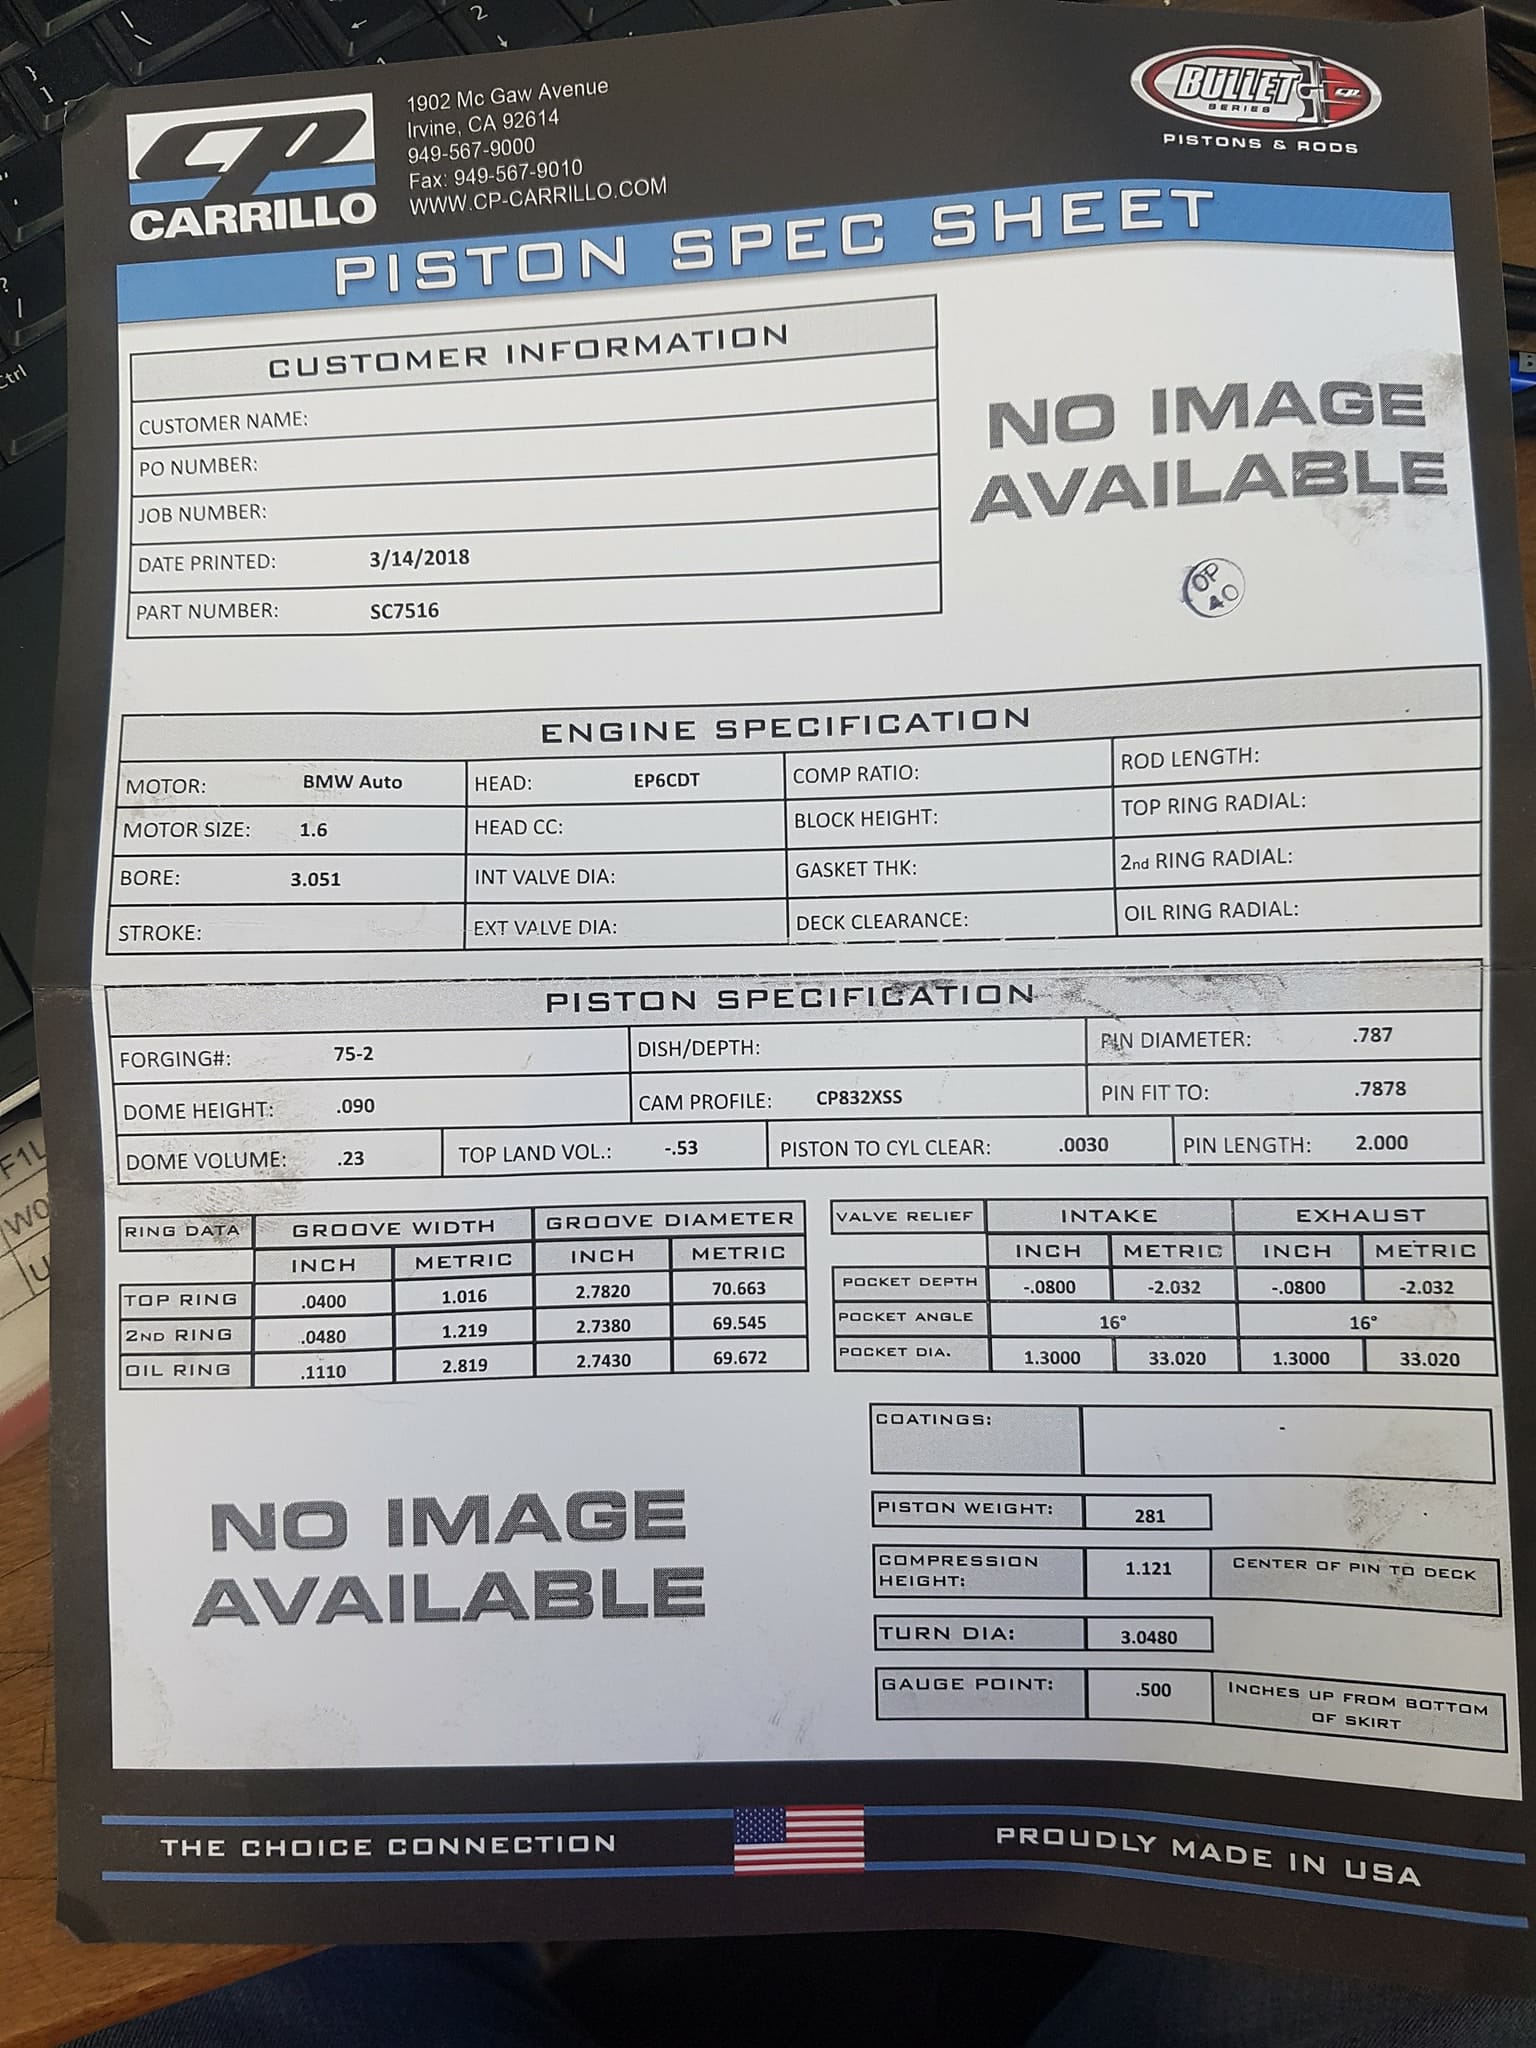 CP
CARRILLO
1902 Mc Gaw Avenue
Irvine, CA 92614
949-567-9000
Fax: 949-567-9010
WWW.CP-CARRILLO.COM
BULLET
SERIES
CP
PISTONS & RODS
PISTON SPEC SHEET
CUSTOMER INFORMATION
CUSTOMER NAME:
PO NUMBER:
JOB NUMBER:
DATE PRINTED: 3/14/2018
PART NUMBER: SC7516
NO IMAGE
AVAILABLE
OP
40
ENGINE SPECIFICATION
MOTOR: BMW Auto HEAD: EP6CDT COMP RATIO: ROD LENGTH:
MOTOR SIZE: 1.6 HEAD CC: BLOCK HEIGHT: TOP RING RADIAL:
BORE: 3.051 INT VALVE DIA: GASKET THK: 2nd RING RADIAL:
STROKE: EXT VALVE DIA: DECK CLEARANCE: OIL RING RADIAL:
PISTON SPECIFICATION
FORGING#: 75-2 DISH/DEPTH: PIN DIAMETER: .787
DOME HEIGHT: .090 CAM PROFILE: CP832XSS PIN FIT TO: .7878
DOME VOLUME: .23 TOP LAND VOL.: -.53 PISTON TO CYL CLEAR: .0030 PIN LENGTH: 2.000
RING DATA GROOVE WIDTH GROOVE DIAMETER
INCH METRIC INCH METRIC
TOP RING .0400 1.016 2.7820 70.663
2ND RING .0480 1.219 2.7380 69.545
OIL RING .1110 2.819 2.7430 69.672
VALVE RELIEF INTAKE EXHAUST
INCH METRIC INCH METRIC
POCKET DEPTH -.0800 -2.032 -.0800 -2.032
POCKET ANGLE 16° 16°
POCKET DIA. 1.3000 33.020 1.3000 33.020
COATINGS: -
PISTON WEIGHT: 281
COMPRESSION HEIGHT: 1.121 CENTER OF PIN TO DECK
TURN DIA: 3.0480
GAUGE POINT: .500 INCHES UP FROM BOTTOM
OF SKIRT
NO IMAGE
AVAILABLE
THE CHOICE CONNECTION
PROUDLY MADE IN USA
Ctrl
2